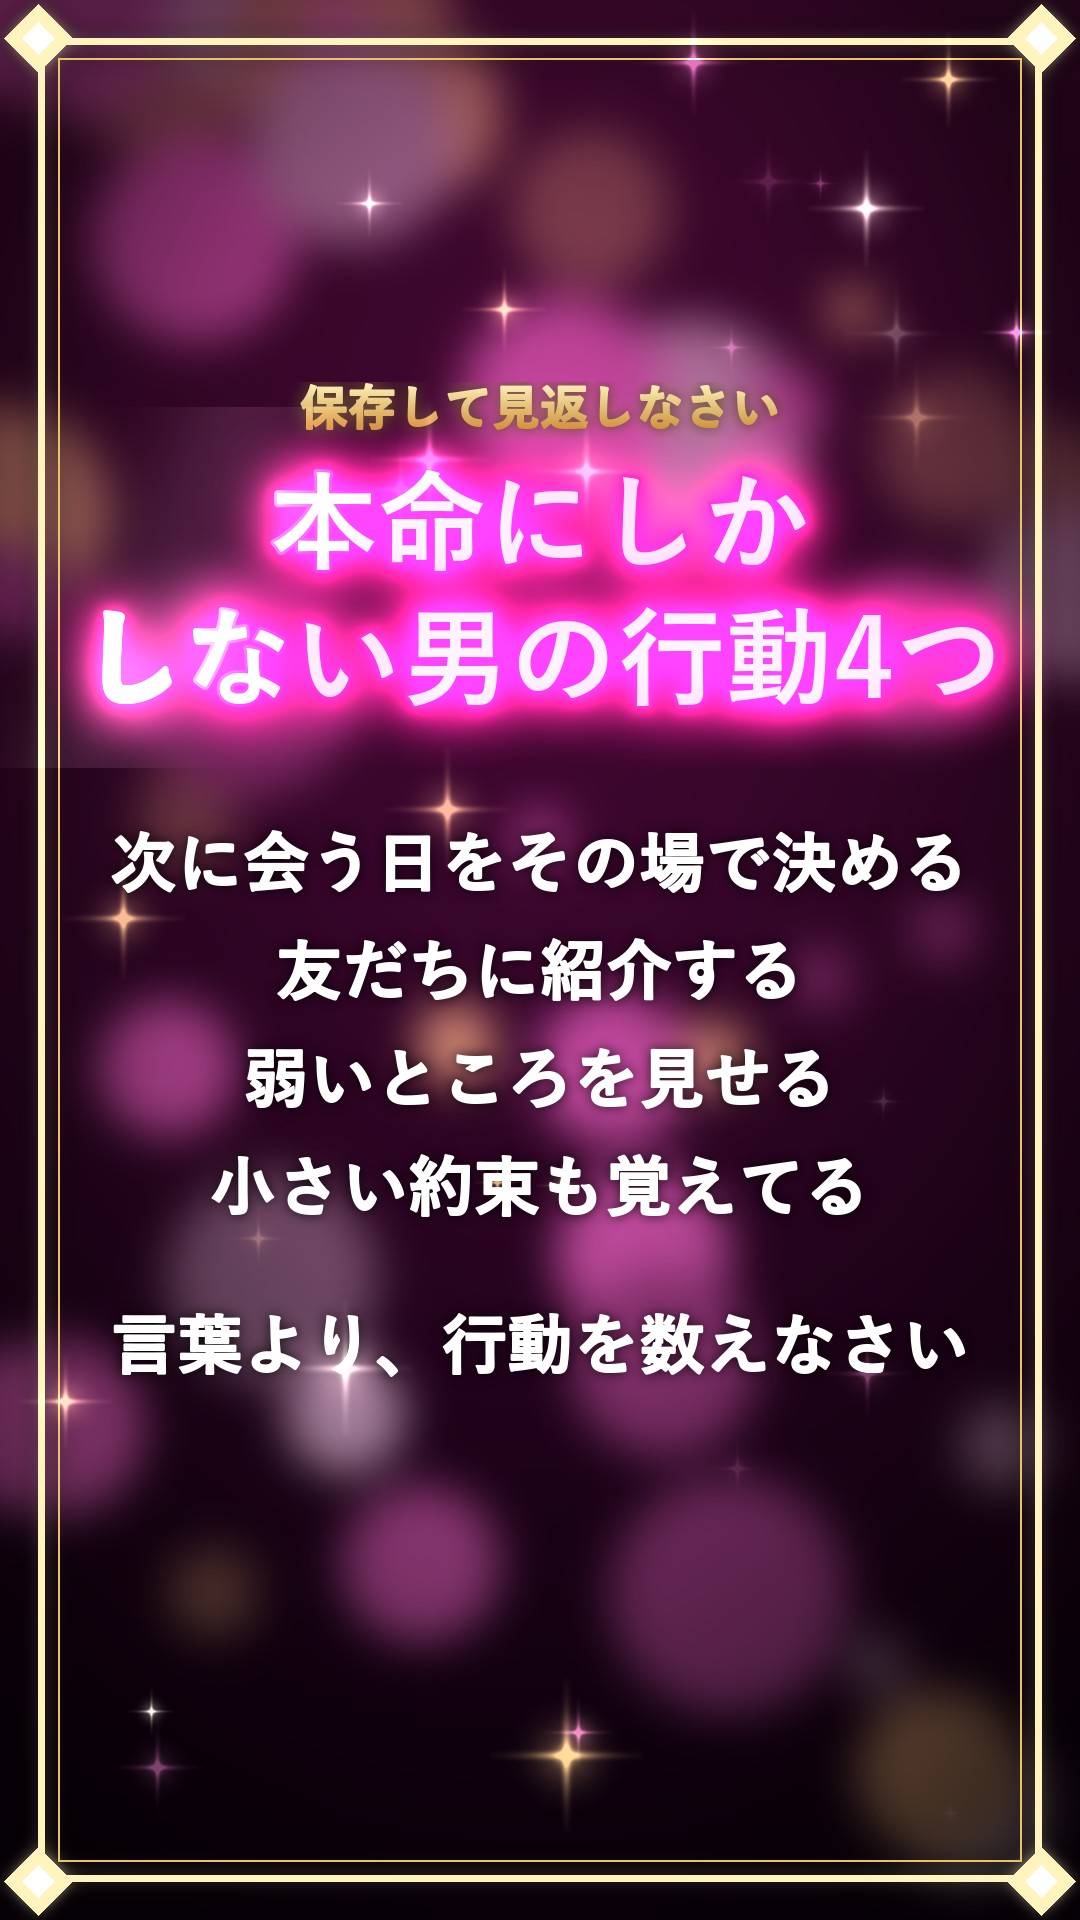 保存して見返しなさい
本命にしか
しない男の行動4つ
次に会う日をその場で決める
友だちに紹介する
弱いところを見せる
小さい約束も覚えてる
言葉より、行動を数えなさい